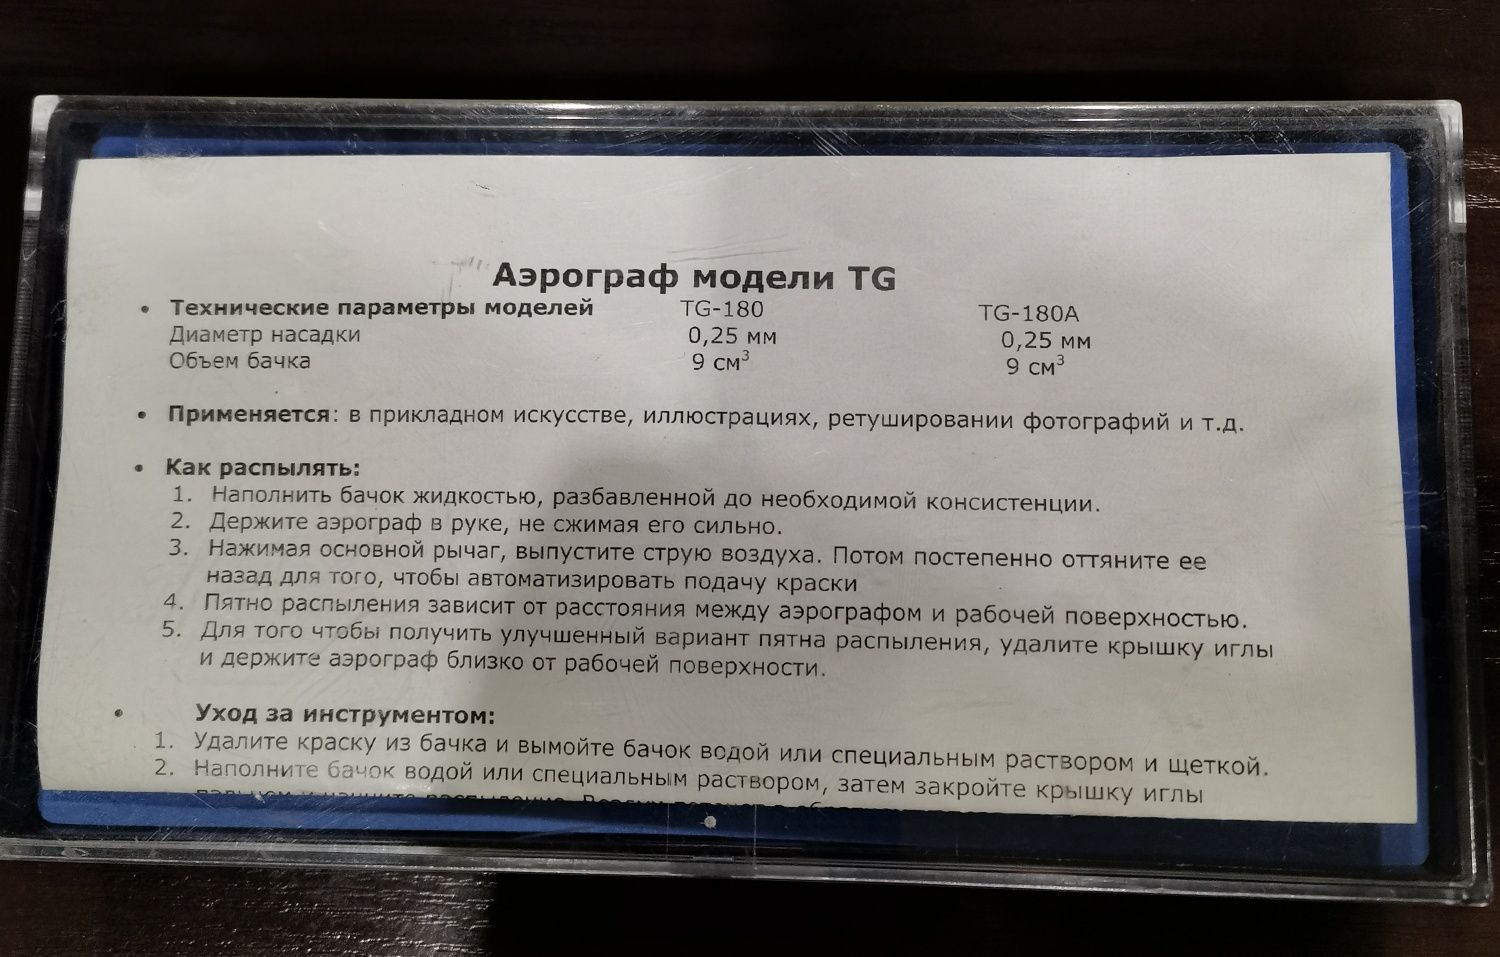 Аэрограф модели TG
• Технические параметры моделей TG-180 TG-180A
Диаметр насадки 0,25 мм 0,25 мм
Объем бачка 9 см³ 9 см³
• Применяется: в прикладном искусстве, иллюстрациях, ретушировании фотографий и т.д.
• Как распылять:
1. Наполнить бачок жидкостью, разбавленной до необходимой консистенции.
2. Держите аэрограф в руке, не сжимая его сильно.
3. Нажимая основной рычаг, выпустите струю воздуха. Потом постепенно оттяните ее
назад для того, чтобы автоматизировать подачу краски
4. Пятно распыления зависит от расстояния между аэрографом и рабочей поверхностью.
5. Для того чтобы получить улучшенный вариант пятна распыления, удалите крышку иглы
и держите аэрограф близко от рабочей поверхности.
• Уход за инструментом:
1. Удалите краску из бачка и вымойте бачок водой или специальным раствором и щеткой.
2. Наполните бачок водой или специальным раствором, затем закройте крышку иглы